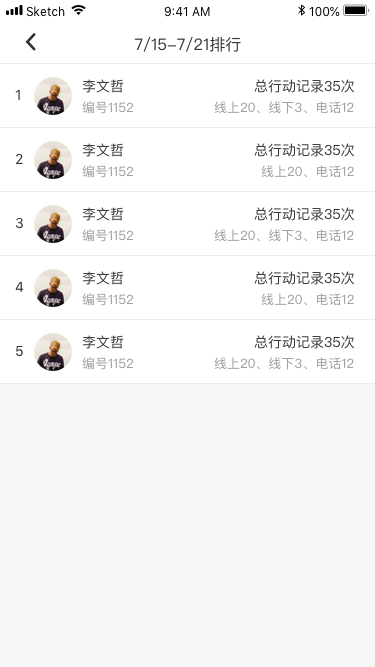 Sketch 9:41 AM 100%
7/15-7/21排行
1 李文哲 总行动记录35次
编号1152 线上20、线下3、电话12
2 李文哲 总行动记录35次
编号1152 线上20、电话12
3 李文哲 总行动记录35次
编号1152 线上20、线下3、电话12
4 李文哲 总行动记录35次
编号1152 线上20、电话12
5 李文哲 总行动记录35次
编号1152 线上20、线下3、电话12